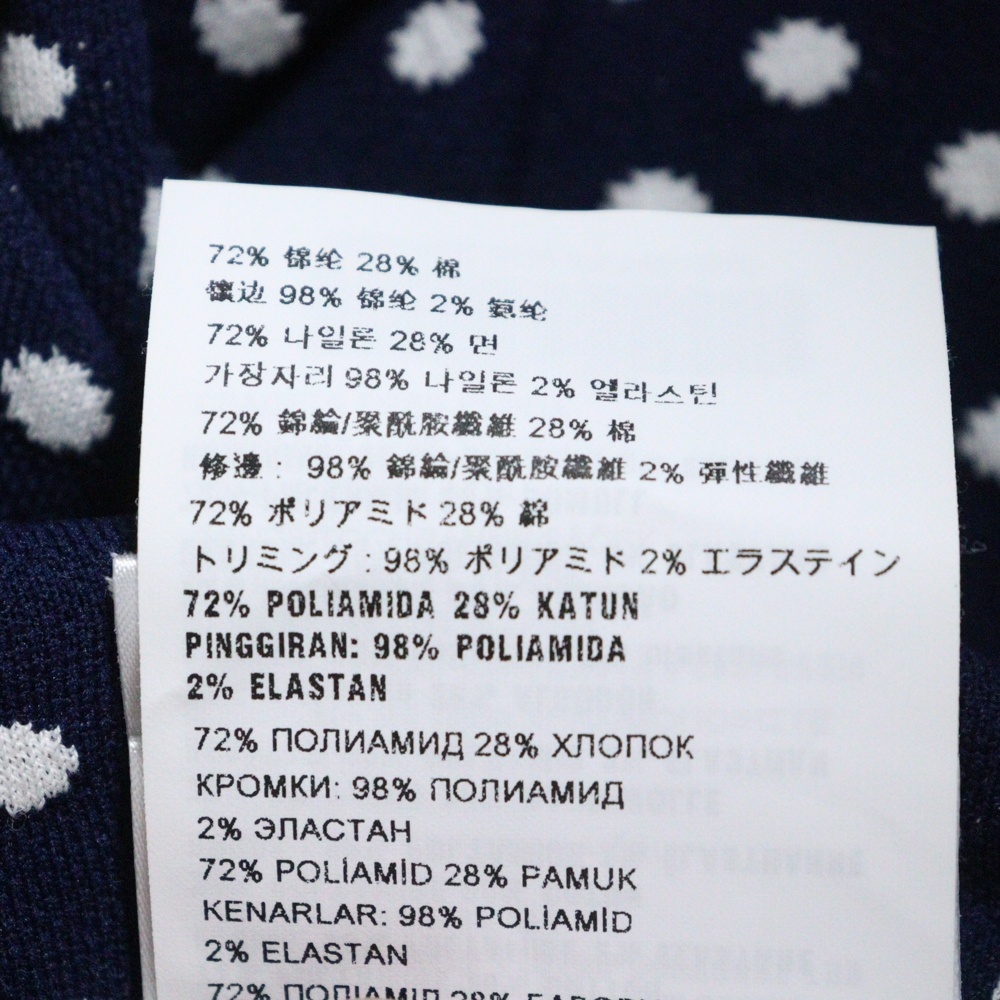 72% 锦纶 28% 棉
镶边 98% 锦纶 2% 氨纶
72% 나일론 28% 면
가장자리 98% 나일론 2% 엘라스틴
72% 錦綸/聚酰胺纖維 28% 棉
修邊 : 98% 錦綸/聚酰胺纖維 2% 彈性纖維
72% ポリアミド 28% 綿
トリミング : 98% ポリアミド 2% エラステイン
72% POLIAMIDA 28% KATUN
PINGGIRAN: 98% POLIAMIDA
2% ELASTAN
72% ПОЛИАМИД 28% ХЛОПОК
КРОМКИ: 98% ПОЛИАМИД
2% ЭЛАСТАН
72% POLİAMİD 28% PAMUK
KENARLAR: 98% POLİAMİD
2% ELASTAN
72% 28%